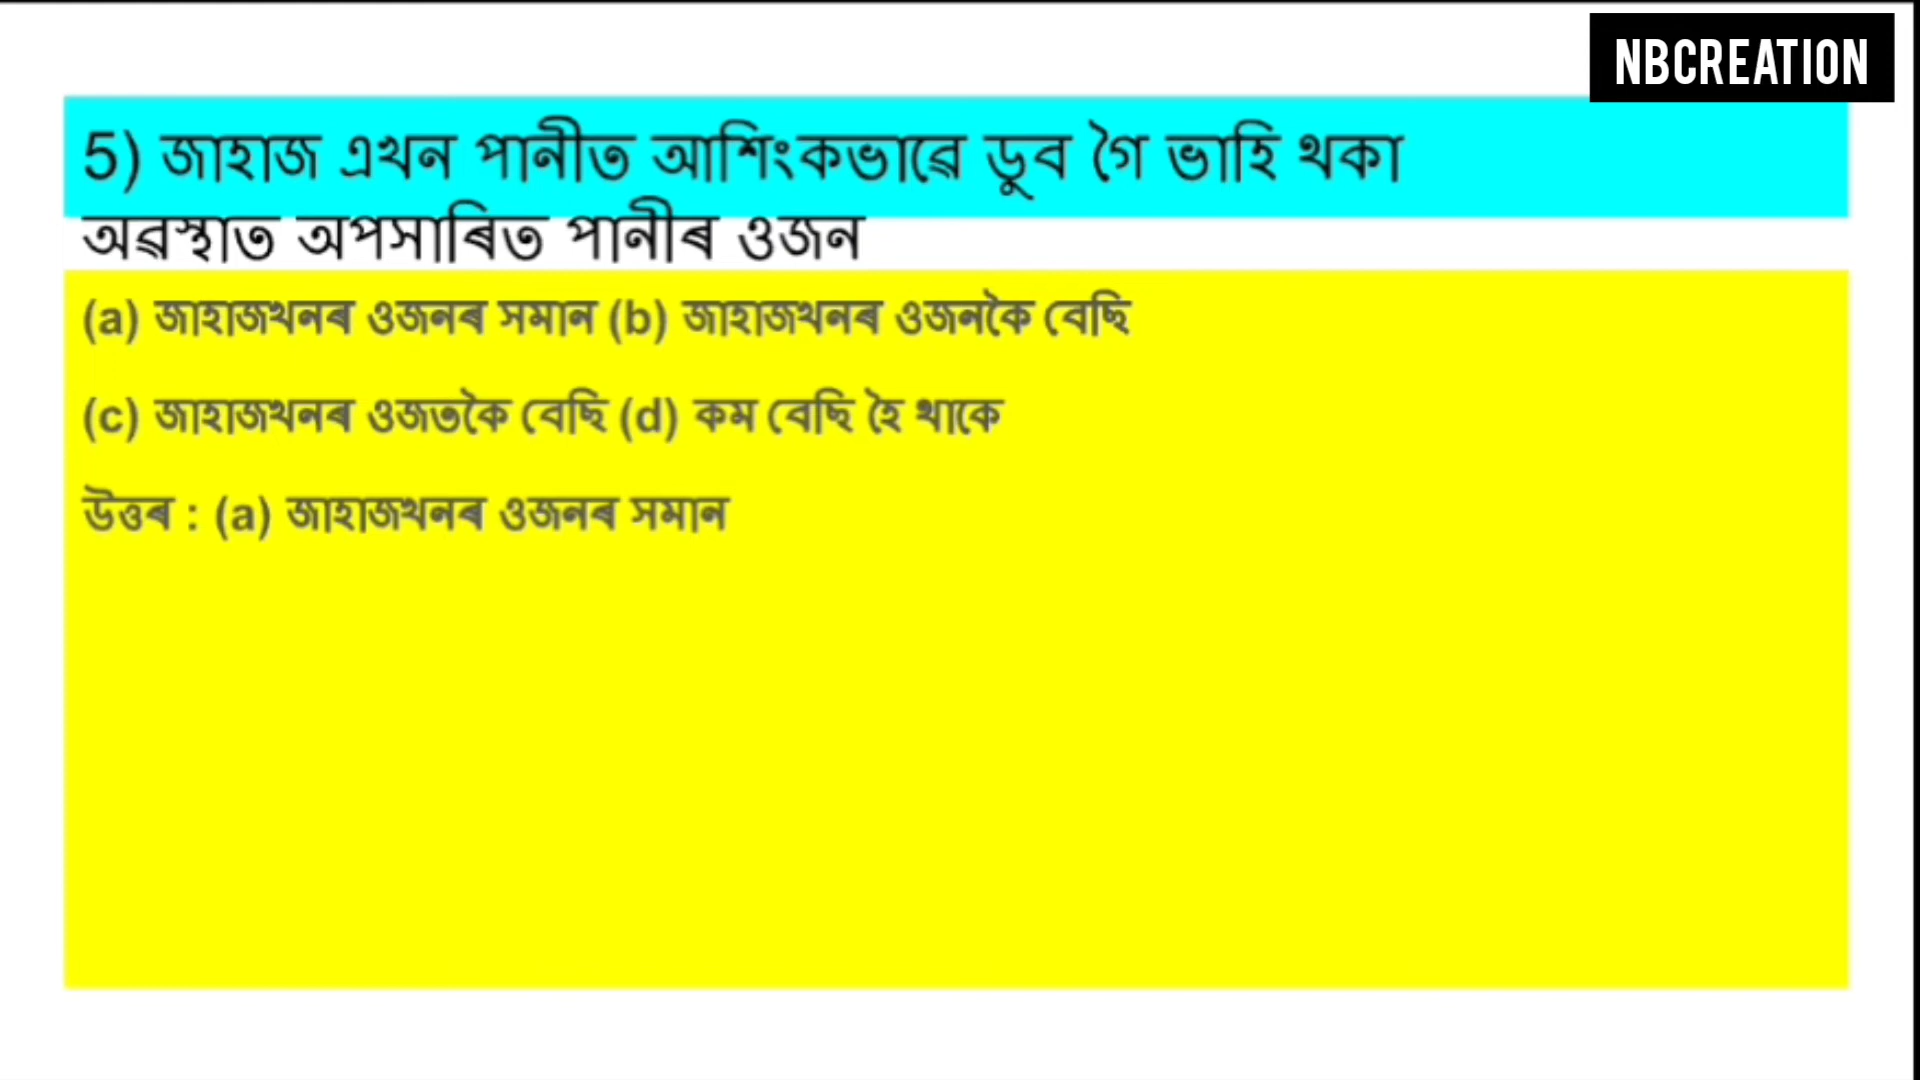 NBCREATION
5) জাহাজ এখন পানীত আশিংকভাৱে ডুব গৈ ভাহি থকা
অৱস্থাত অপসাৰিত পানীৰ ওজন
(a) জাহাজখনৰ ওজনৰ সমান (b) জাহাজখনৰ ওজনকৈ বেছি
(c) জাহাজখনৰ ওজতকৈ বেছি (d) কম বেছি হৈ থাকে
উত্তৰ : (a) জাহাজখনৰ ওজনৰ সমান